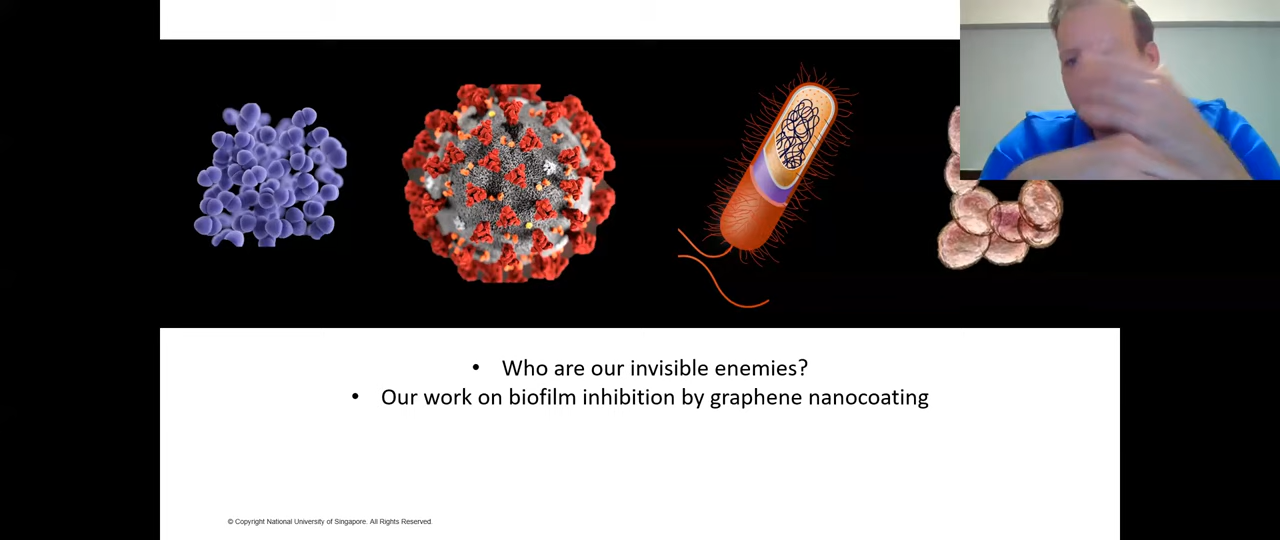 • Who are our invisible enemies?
• Our work on biofilm inhibition by graphene nanocoating
© Copyright National University of Singapore. All Rights Reserved.